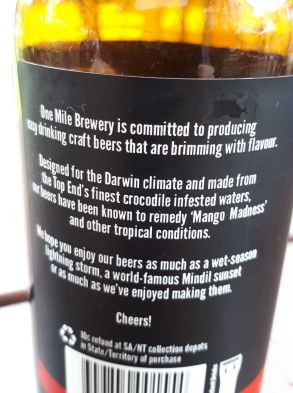 One Mile Brewery is committed to producing
easy drinking craft beers that are brimming with flavour.
Designed for the Darwin climate and made from
the Top End's finest crocodile infested waters,
our beers have been known to remedy 'Mango Madness'
and other tropical conditions.
We hope you enjoy our beers as much as a wet-season
lightning storm, a world-famous Mindil sunset
or as much as we've enjoyed making them.
Cheers!
10c refund at SA/NT collection depots
in State/Territory of purchase